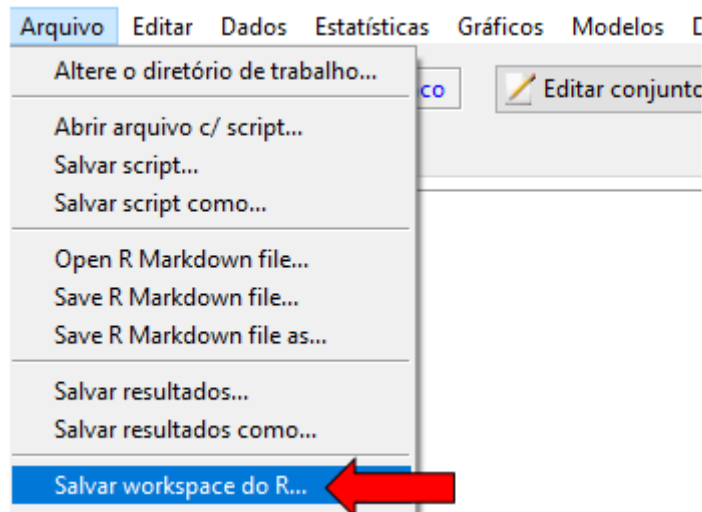 Arquivo Editar Dados Estatísticas Gráficos Modelos D
Altere o diretório de trabalho...
co Editar conjunto
Abrir arquivo c/ script...
Salvar script...
Salvar script como...
Open R Markdown file...
Save R Markdown file...
Save R Markdown file as...
Salvar resultados...
Salvar resultados como...
Salvar workspace do R...